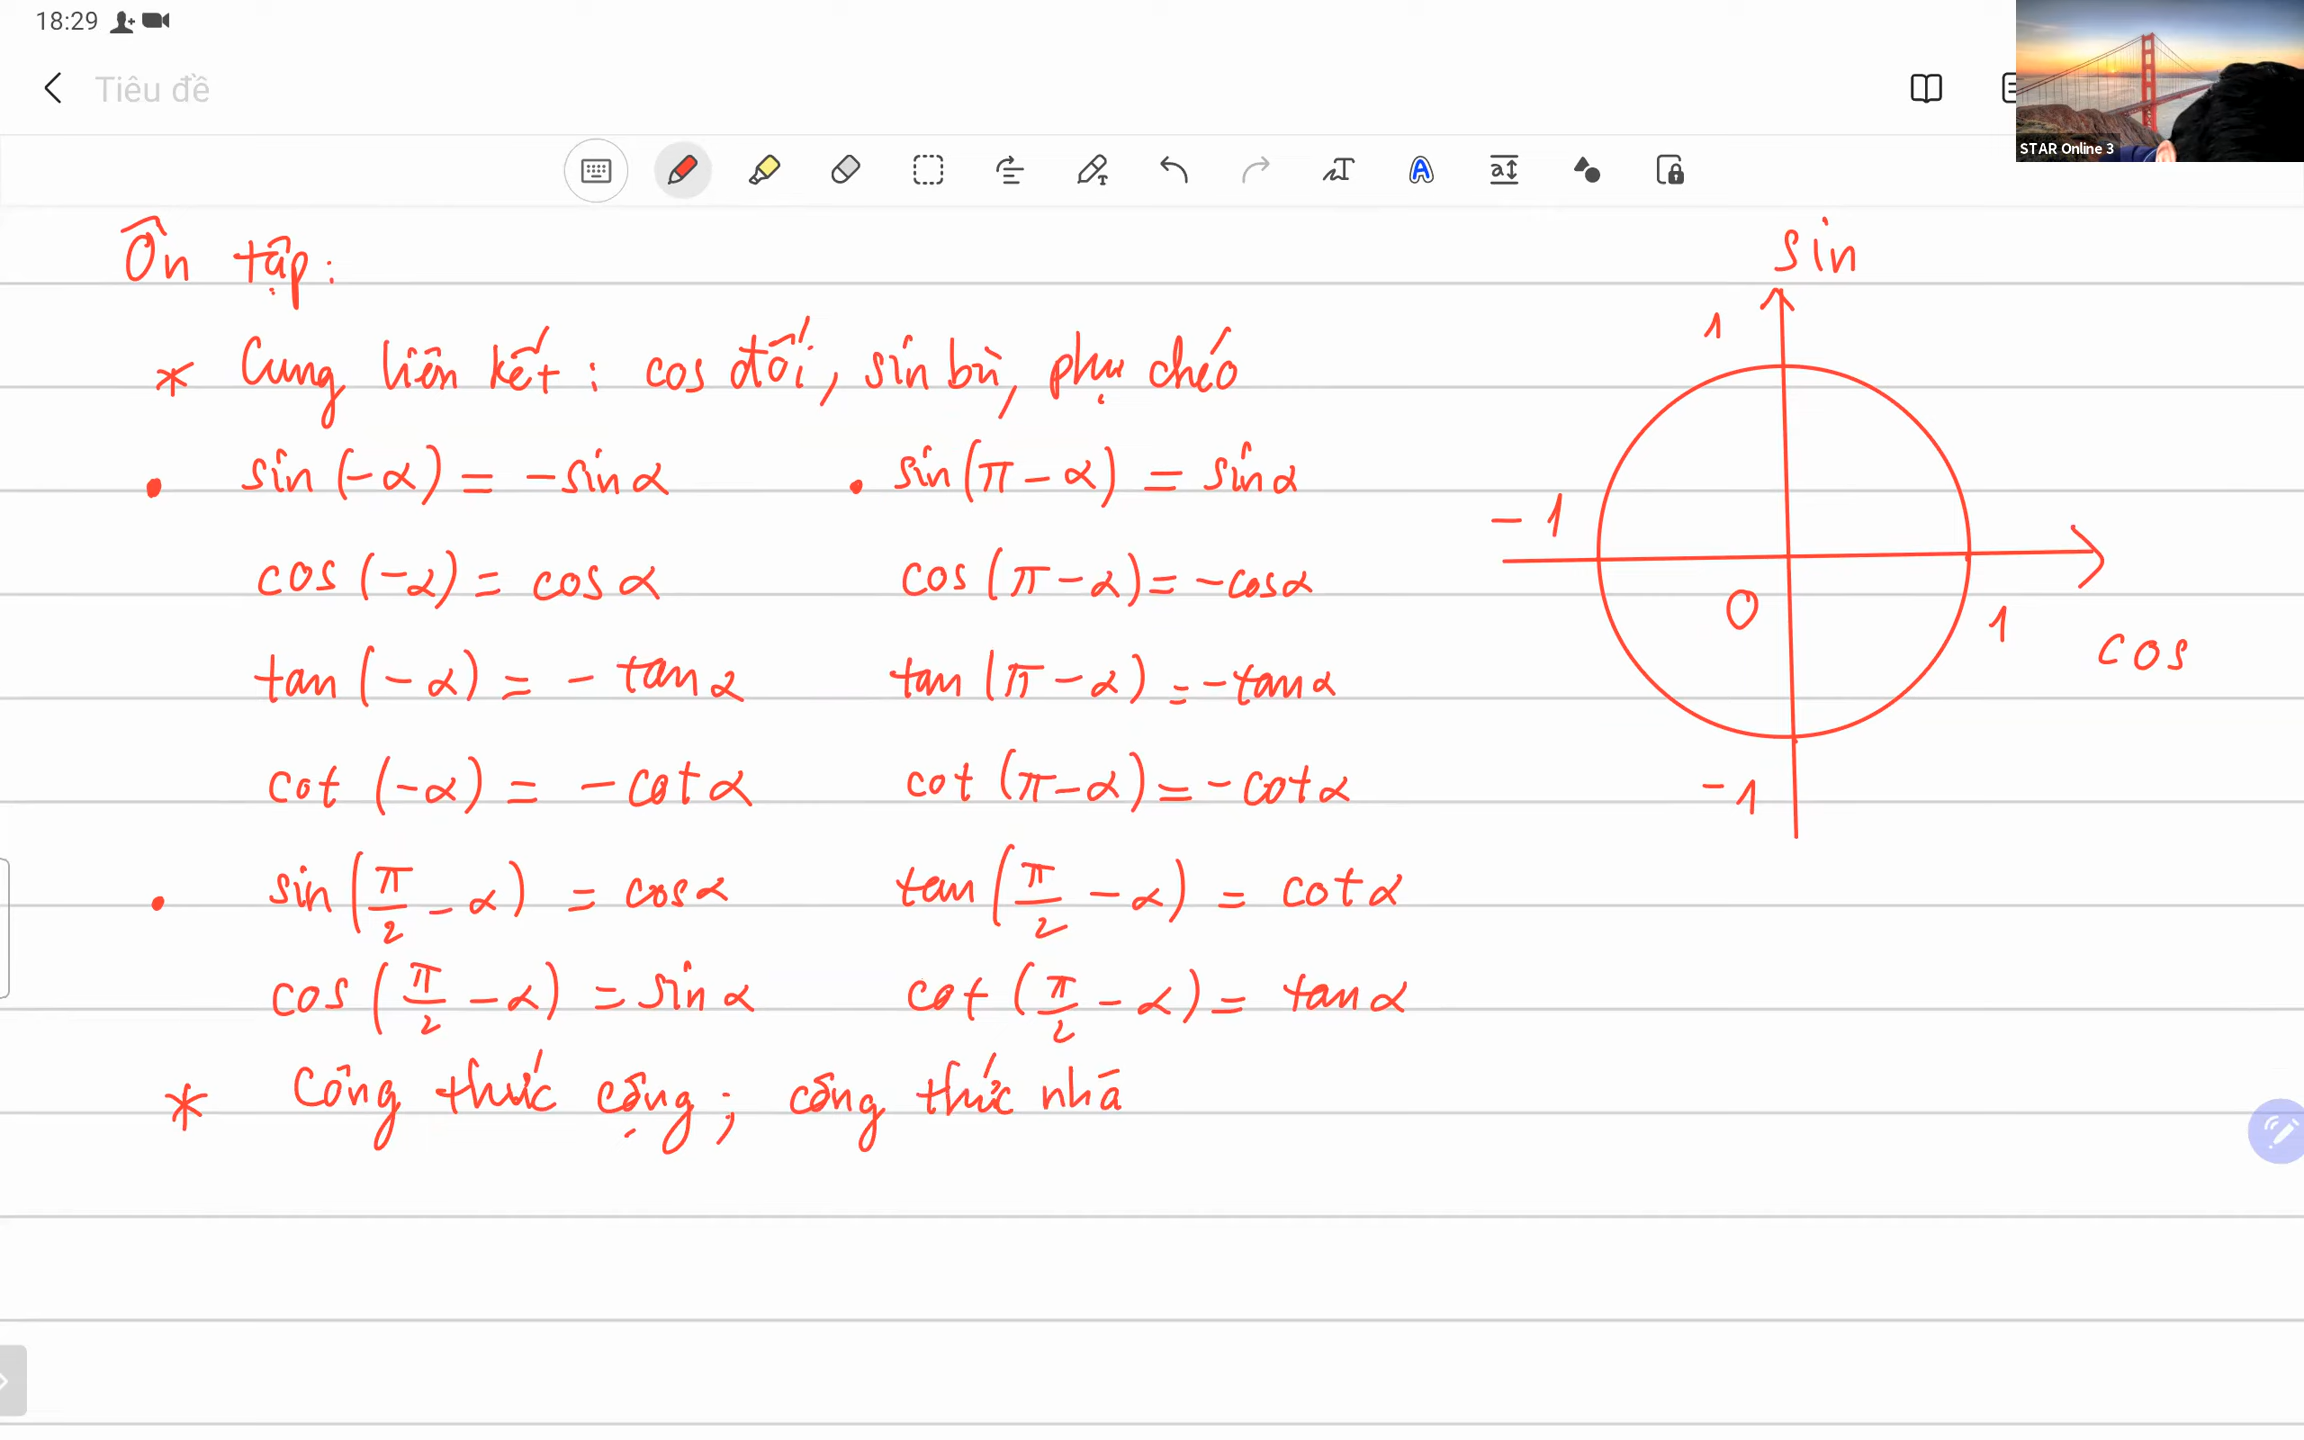 18:29
Tiêu đề
STAR Online 3
Ôn tập:
* Cung liên kết : cos đối, sin bù, phụ chéo
• sin(-α) = -sinα • sin(π-α) = sinα
cos(-α) = cosα cos(π-α) = -cosα
tan(-α) = -tanα tan(π-α) = -tanα
cot(-α) = -cotα cot(π-α) = -cotα
• sin(π/2 - α) = cosα tan(π/2 - α) = cotα
cos(π/2 - α) = sinα cot(π/2 - α) = tanα
* Công thức cộng; công thức nhâ
sin
1
-1
O
1
cos
-1